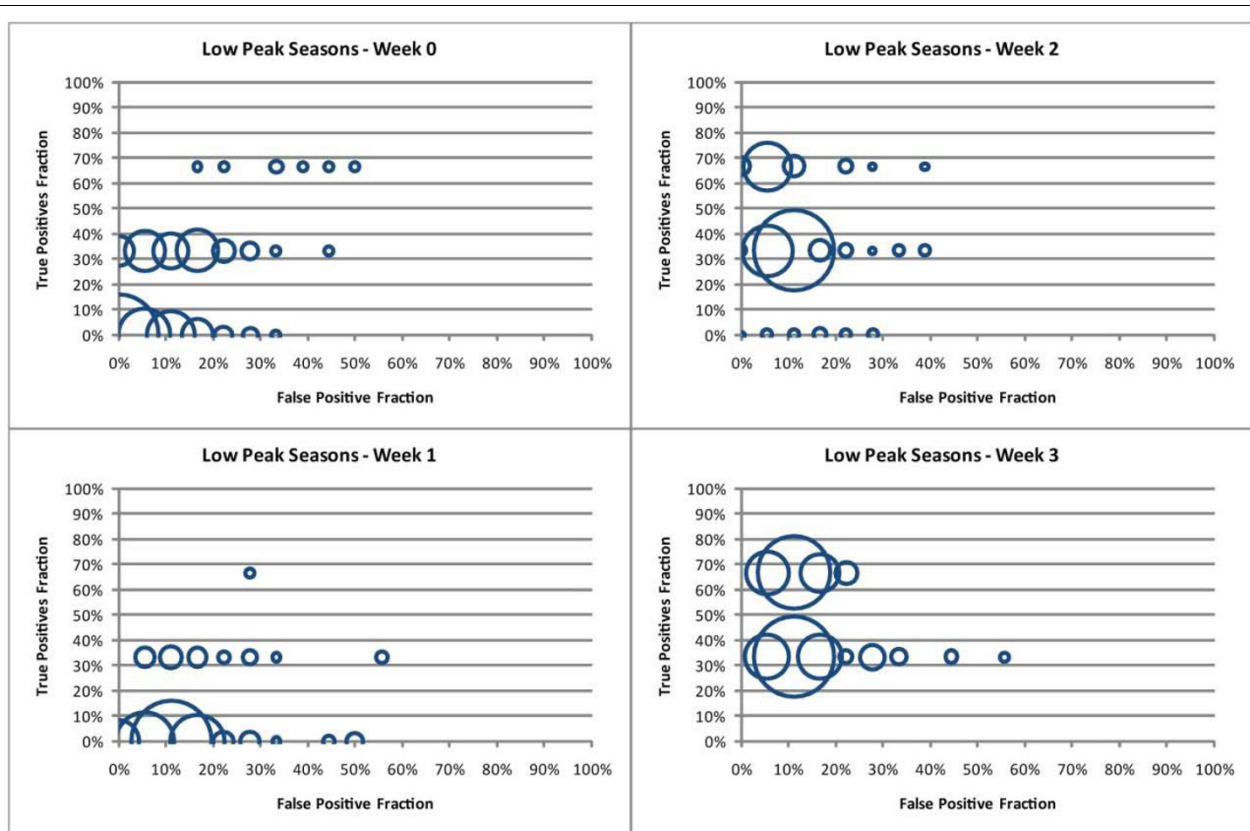 Low Peak Seasons - Week 0
100%
90%
80%
70%
60%
50%
40%
30%
20%
10%
0%
True Positives Fraction
0% 10% 20% 30% 40% 50% 60% 70% 80% 90% 100%
False Positive Fraction
Low Peak Seasons - Week 2
100%
90%
80%
70%
60%
50%
40%
30%
20%
10%
0%
True Positives Fraction
0% 10% 20% 30% 40% 50% 60% 70% 80% 90% 100%
False Positive Fraction
Low Peak Seasons - Week 1
100%
90%
80%
70%
60%
50%
40%
30%
20%
10%
0%
True Positives Fraction
0% 10% 20% 30% 40% 50% 60% 70% 80% 90% 100%
False Positive Fraction
Low Peak Seasons - Week 3
100%
90%
80%
70%
60%
50%
40%
30%
20%
10%
0%
True Positives Fraction
0% 10% 20% 30% 40% 50% 60% 70% 80% 90% 100%
False Positive Fraction